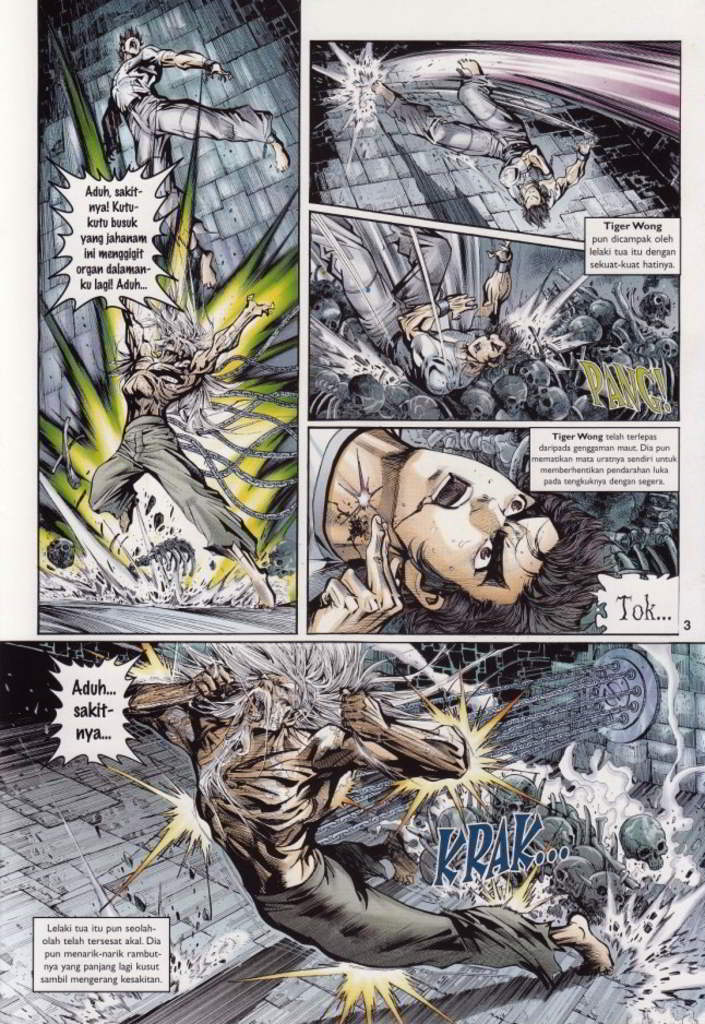 Aduh, sakit-
nya! Kutu-
kutu busuk
yang jahanam
ini menggigit
organ dalaman-
ku lagi! Aduh...
Tiger Wong
pun dicampak oleh
lelaki tua itu dengan
sekuat-kuat hatinya.
PANG!
Tiger Wong telah terlepas
daripada genggaman maut. Dia pun
mematikan mata uratnya sendiri untuk
memberhentikan pendarahan luka
pada tengkuknya dengan segera.
Tok...
3
Aduh...
sakit-
nya...
KRAK...
Lelaki tua itu pun seolah-
olah telah tersesat akal. Dia
pun menarik-narik rambut-
nya yang panjang lagi kusut
sambil mengerang kesakitan.